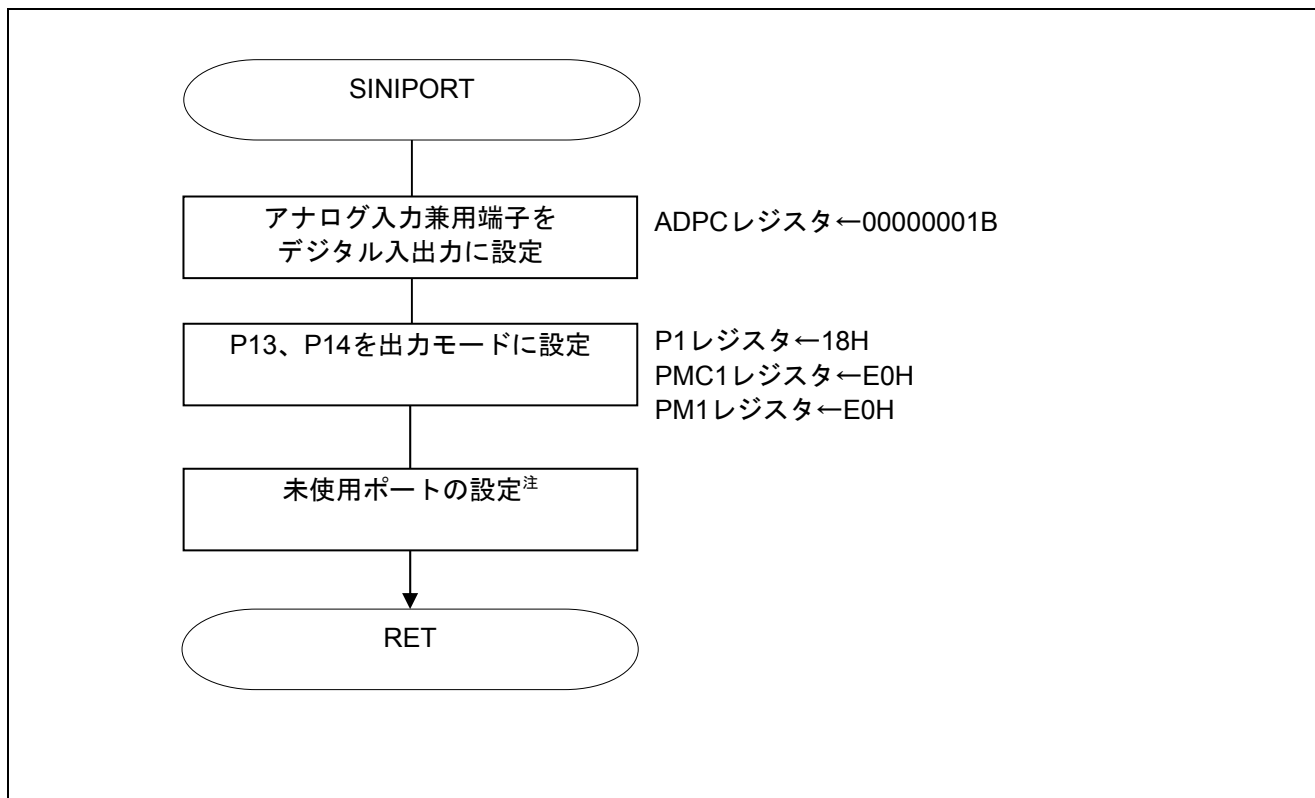 SINIPORT
アナログ入力兼用端子を
デジタル入出力に設定
ADPCレジスタ←00000001B
P13、P14を出力モードに設定
P1レジスタ←18H
PMC1レジスタ←E0H
PM1レジスタ←E0H
未使用ポートの設定注
RET